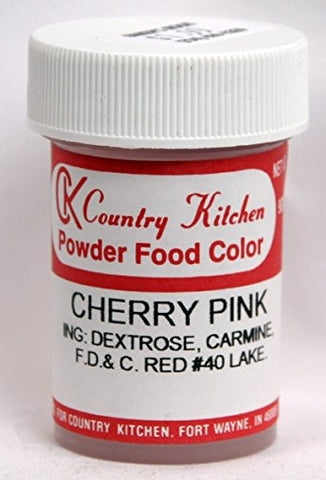 CK Country Kitchen
Powder Food Color
NET
CHERRY PINK
ING: DEXTROSE, CARMINE,
F.D.& C. RED #40 LAKE.
FOR COUNTRY KITCHEN, FORT WAYNE, IN